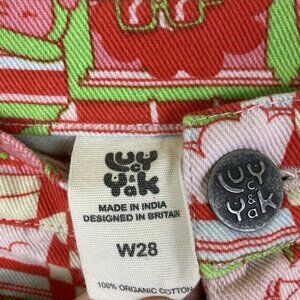 LUCY
&
YAK
MADE IN INDIA
DESIGNED IN BRITAIN
W28
100% ORGANIC COTTON
LUCY
&
YAK